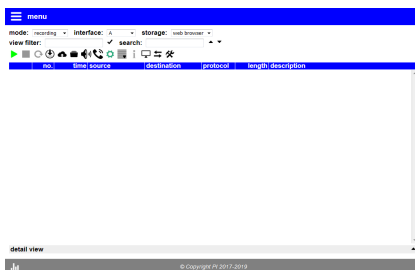 menu
mode: recording interface: A storage: web browser
view filter: search:
no. time source destination protocol length description
detail view
© Copyright PI 2017-2019